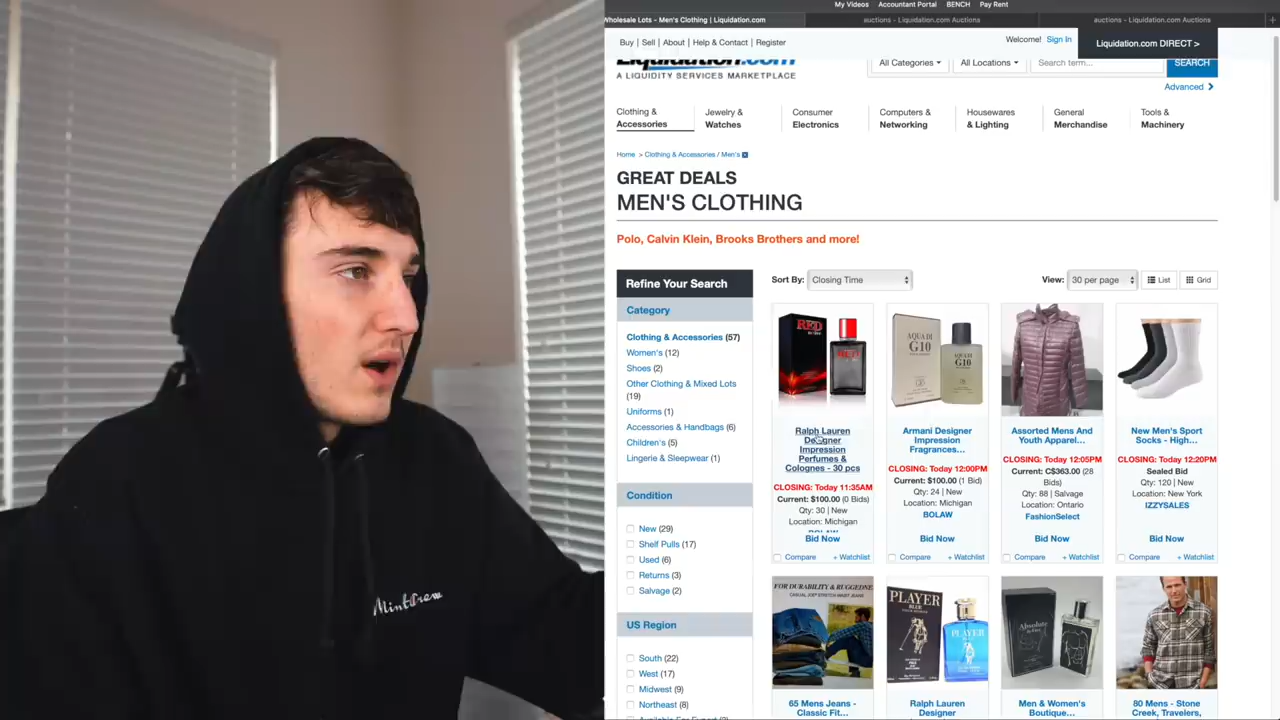 My Videos Accountant Portal BENCH Pay Rent
Wholesale Lots – Men's Clothing | Liquidation.com auctions - Liquidation.com Auctions auctions - Liquidation.com Auctions
Buy | Sell | About | Help & Contact | Register Welcome! Sign In Liquidation.com DIRECT >
Liquidation.com
A LIQUIDITY SERVICES MARKETPLACE
All Categories All Locations Search term... SEARCH
Advanced
Clothing & Accessories
Jewelry & Watches
Consumer Electronics
Computers & Networking
Housewares & Lighting
General Merchandise
Tools & Machinery
Home > Clothing & Accessories / Men's
GREAT DEALS
MEN'S CLOTHING
Polo, Calvin Klein, Brooks Brothers and more!
Refine Your Search
Category
Clothing & Accessories (57)
Women's (12)
Shoes (2)
Other Clothing & Mixed Lots
(19)
Uniforms (1)
Accessories & Handbags (6)
Children's (5)
Lingerie & Sleepwear (1)
Condition
New (29)
Shelf Pulls (17)
Used (6)
Returns (3)
Salvage (2)
US Region
South (22)
West (17)
Midwest (9)
Northeast (8)
Sort By: Closing Time View: 30 per page List Grid
RED
RED
Ralph Lauren
Designer
Impression
Perfumes &
Colognes - 30 pcs
CLOSING: Today 11:35AM
Current: $100.00 (0 Bids)
Qty: 30 | New
Location: Michigan
Bid Now
Compare + Watchlist
AQUA DI
G10
AQUA DI
G10
Armani Designer
Impression
Fragrances...
CLOSING: Today 12:00PM
Current: $100.00 (1 Bid)
Qty: 24 | New
Location: Michigan
BOLAW
Bid Now
Compare + Watchlist
Assorted Mens And
Youth Apparel...
CLOSING: Today 12:05PM
Current: C$363.00 (28
Bids)
Qty: 88 | Salvage
Location: Ontario
FashionSelect
Bid Now
Compare + Watchlist
New Men's Sport
Socks - High...
CLOSING: Today 12:20PM
Sealed Bid
Qty: 120 | New
Location: New York
IZZYSALES
Bid Now
Compare + Watchlist
FOR DURABILITY & RUGGEDNE
65 Mens Jeans -
Classic Fit...
PLAYER
BLUE
PLAYER
Ralph Lauren
Designer
Absolute
Men & Women's
Boutique...
80 Mens - Stone
Creek, Travelers,
MintCrew